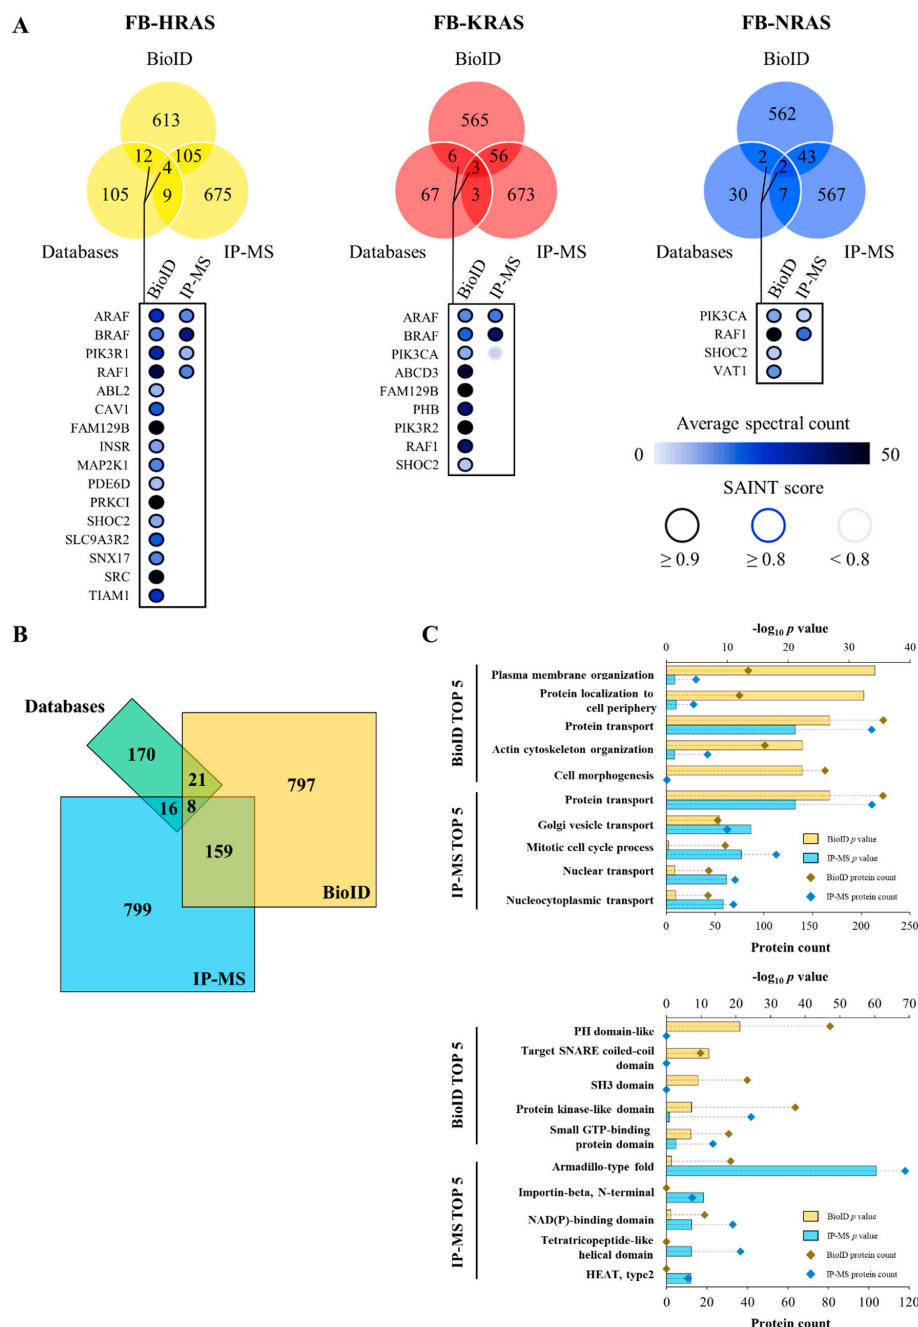 A
FB-HRAS
FB-KRAS
FB-NRAS
BioID
BioID
BioID
613
565
562
12
105
4
6
56
3
2
43
2
105
9
675
67
3
673
30
7
567
Databases
IP-MS
Databases
IP-MS
Databases
IP-MS
BioID
IP-MS
ARAF
BRAF
PIK3R1
RAF1
ABL2
CAV1
FAM129B
INSR
MAP2K1
PDE6D
PRKCI
SHOC2
SLC9A3R2
SNX17
SRC
TIAM1
BioID
IP-MS
ARAF
BRAF
PIK3CA
ABCD3
FAM129B
PHB
PIK3R2
RAF1
SHOC2
BioID
IP-MS
PIK3CA
RAF1
SHOC2
VAT1
Average spectral count
0
50
SAINT score
≥ 0.9
≥ 0.8
< 0.8
B
Databases
170
21
797
16
8
159
BioID
799
IP-MS
C
-log10 p value
0
10
20
30
40
BioID TOP 5
Plasma membrane organization
Protein localization to
cell periphery
Protein transport
Actin cytoskeleton organization
Cell morphogenesis
IP-MS TOP 5
Protein transport
Golgi vesicle transport
Mitotic cell cycle process
Nuclear transport
Nucleocytoplasmic transport
BioID p value
IP-MS p value
BioID protein count
IP-MS protein count
0
50
100
150
200
250
Protein count
-log10 p value
0
10
20
30
40
50
60
70
BioID TOP 5
PH domain-like
Target SNARE coiled-coil
domain
SH3 domain
Protein kinase-like domain
Small GTP-binding
protein domain
IP-MS TOP 5
Armadillo-type fold
Importin-beta, N-terminal
NAD(P)-binding domain
Tetratricopeptide-like
helical domain
HEAT, type2
BioID p value
IP-MS p value
BioID protein count
IP-MS protein count
0
20
40
60
80
100
120
Protein count